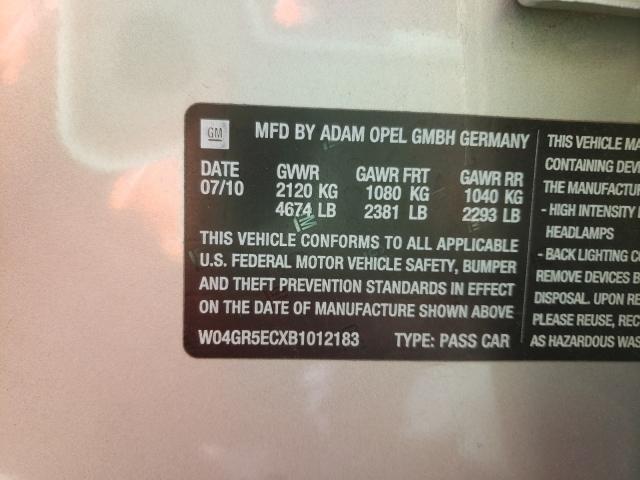 GM
MFD BY ADAM OPEL GMBH GERMANY
DATE GVWR GAWR FRT GAWR RR
07/10 2120 KG 1080 KG 1040 KG
4674 LB 2381 LB 2293 LB
THIS VEHICLE CONFORMS TO ALL APPLICABLE
U.S. FEDERAL MOTOR VEHICLE SAFETY, BUMPER
AND THEFT PREVENTION STANDARDS IN EFFECT
ON THE DATE OF MANUFACTURE SHOWN ABOVE
W04GR5ECXB1012183 TYPE: PASS CAR
THIS VEHICLE MA
CONTAINING DEV
THE MANUFACTU
- HIGH INTENSITY
HEADLAMPS
- BACK LIGHTING CO
REMOVE DEVICES B
DISPOSAL. UPON RE
PLEASE REUSE, REC
AS HAZARDOUS WAS